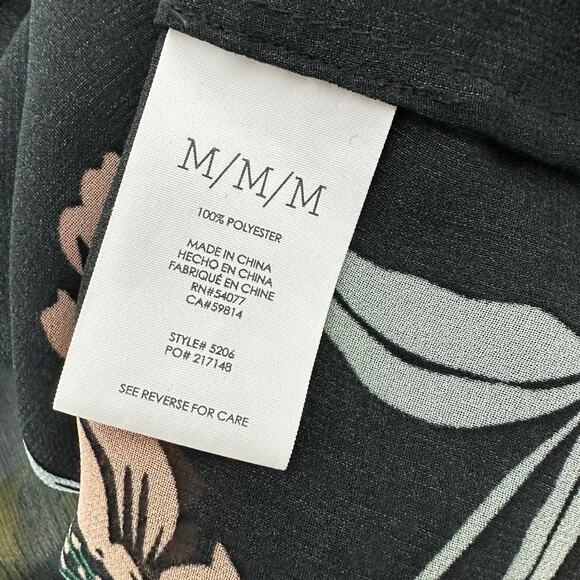 M/M/M
100% POLYESTER
MADE IN CHINA
HECHO EN CHINA
FABRIQUÉ EN CHINE
RN#54077
CA#59814
STYLE# 5206
PO# 217148
SEE REVERSE FOR CARE